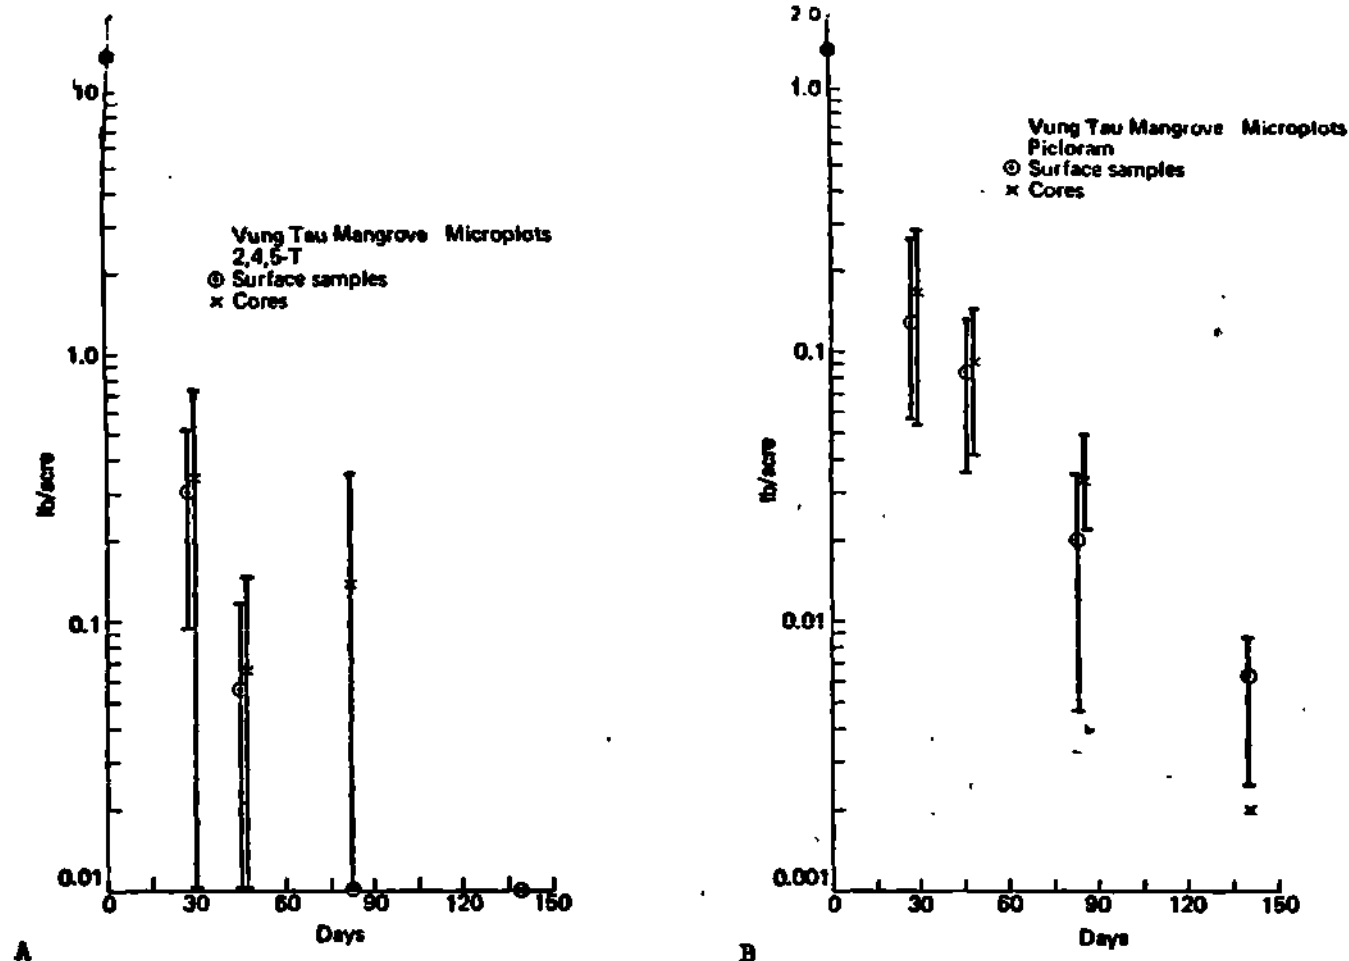 10
1.0
0.1
0.01
lb/acre
Vung Tau Mangrove Microplots
2,4,5-T
Surface samples
× Cores
0 30 60 90 120 150
Days
A
2.0
1.0
0.1
0.01
0.001
lb/acre
Vung Tau Mangrove Microplots
Picloram
Surface samples
× Cores
0 30 60 90 120 150
Days
B